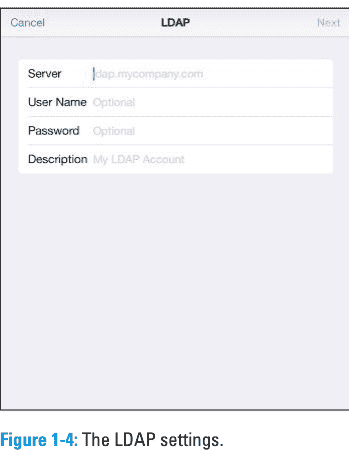 Cancel LDAP Next
Server ldap.mycompany.com
User Name Optional
Password Optional
Description My LDAP Account
Figure 1-4: The LDAP settings.